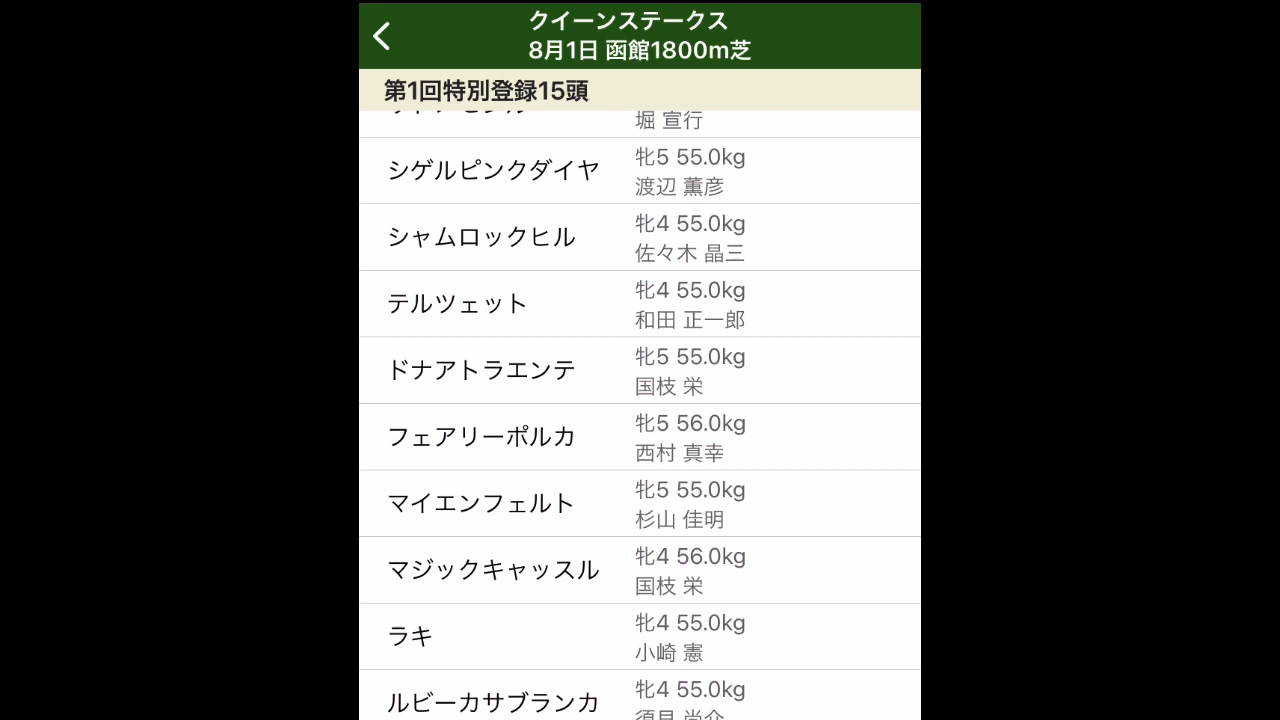 クイーンステークス
8月1日 函館1800m芝
第1回特別登録15頭
堀 宣行
シゲルピンクダイヤ
牝5 55.0kg
渡辺 薫彦
シャムロックヒル
牝4 55.0kg
佐々木 晶三
テルツェット
牝4 55.0kg
和田 正一郎
ドナアトラエンテ
牝5 55.0kg
国枝 栄
フェアリーポルカ
牝5 56.0kg
西村 真幸
マイエンフェルト
牝5 55.0kg
杉山 佳明
マジックキャッスル
牝4 56.0kg
国枝 栄
ラキ
牝4 55.0kg
小崎 憲
ルビーカサブランカ
牝4 55.0kg
須貝 尚介